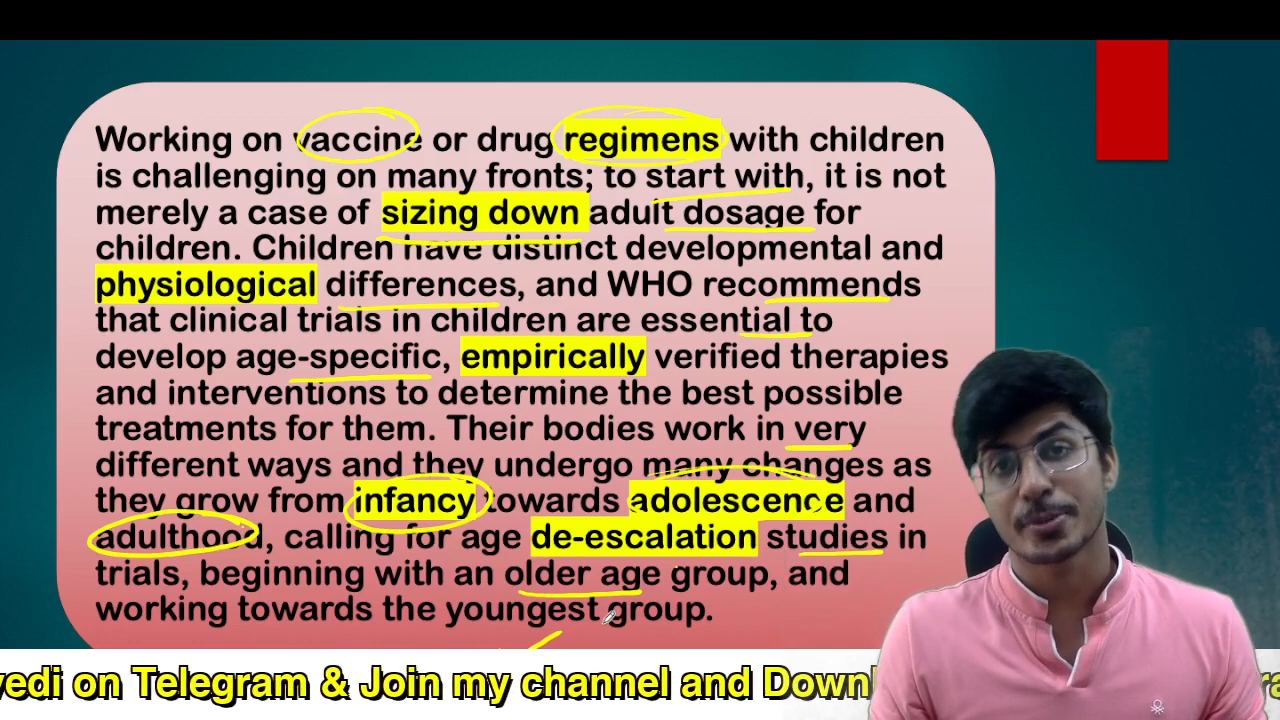 Working on vaccine or drug regimens with children
is challenging on many fronts; to start with, it is not
merely a case of sizing down adult dosage for
children. Children have distinct developmental and
physiological differences, and WHO recommends
that clinical trials in children are essential to
develop age-specific, empirically verified therapies
and interventions to determine the best possible
treatments for them. Their bodies work in very
different ways and they undergo many changes as
they grow from infancy towards adolescence and
adulthood, calling for age de-escalation studies in
trials, beginning with an older age group, and
working towards the youngest group.
on Telegram & Join my channel and